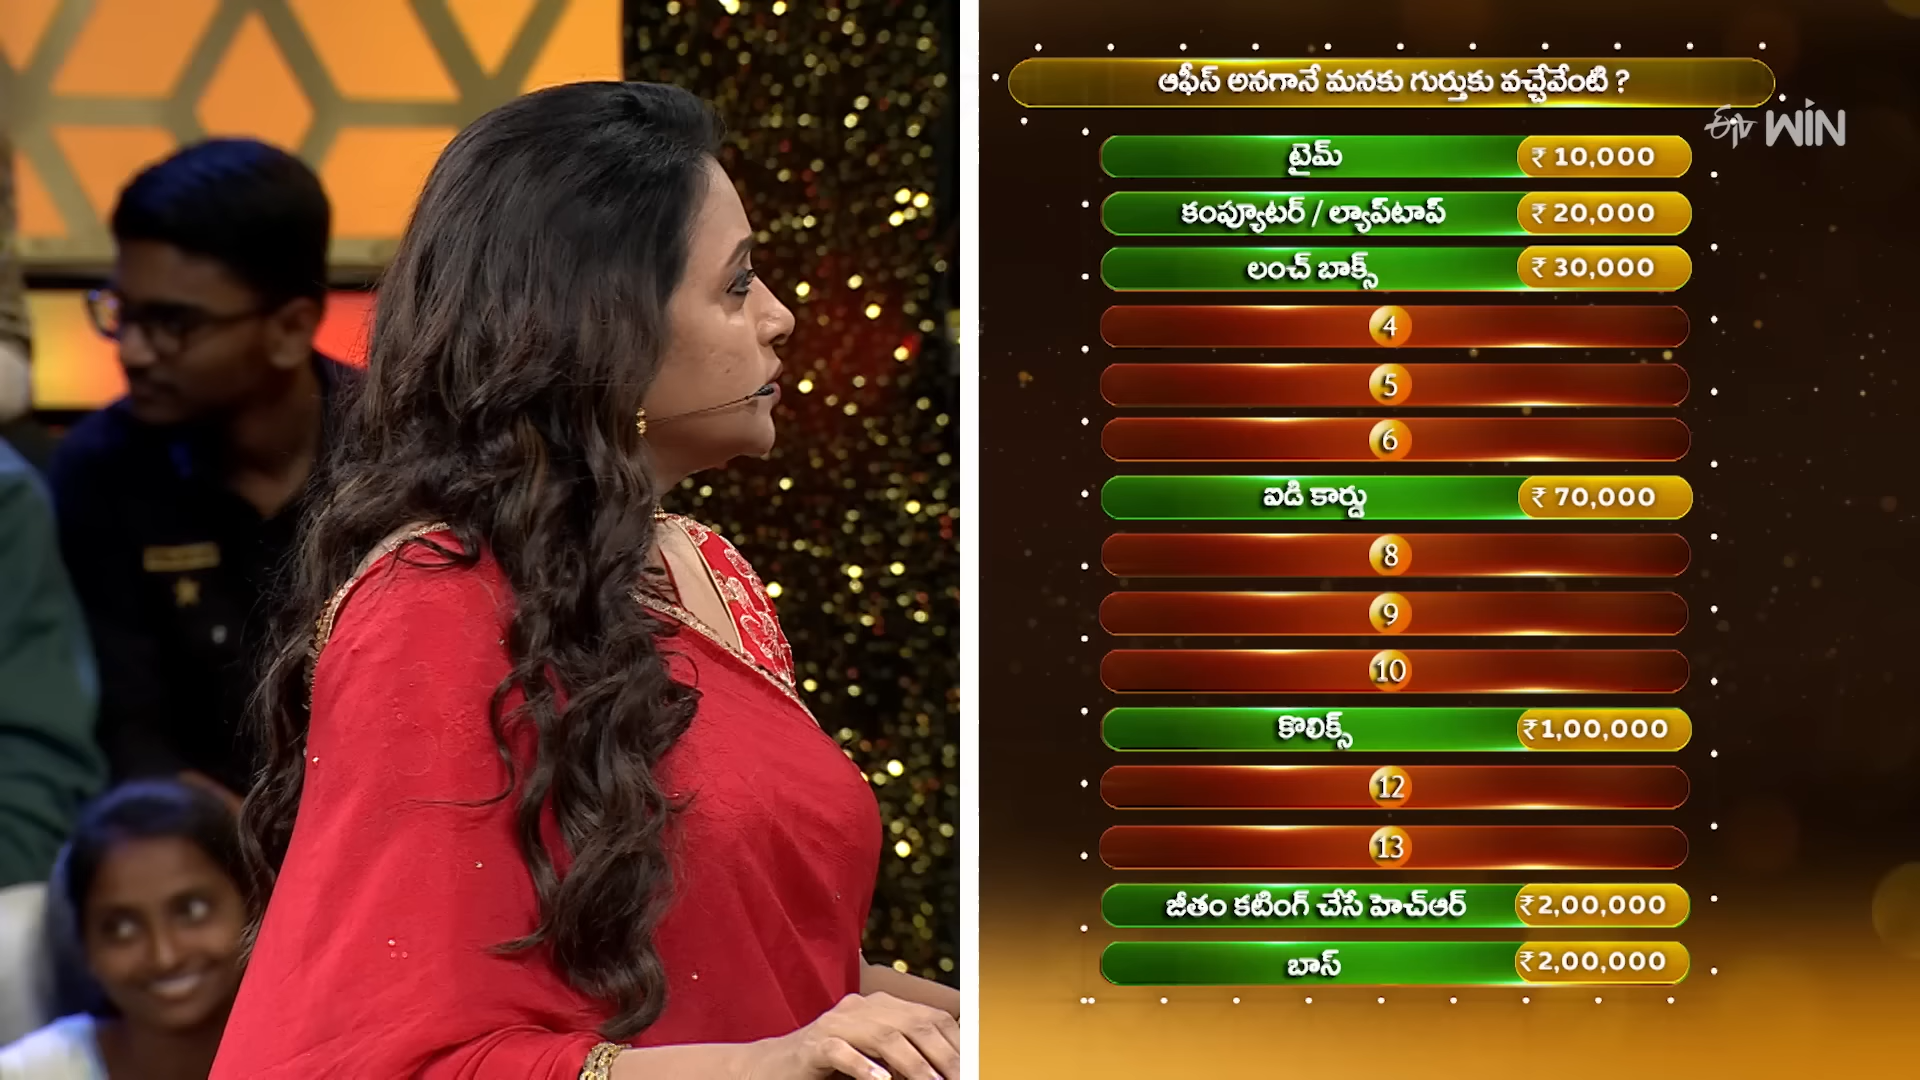 ఆఫీస్ అనగానే మనకు గుర్తుకు వచ్చేవేంటి ?
ఈటీవీ WIN
టైమ్ ₹ 10,000
కంప్యూటర్ / ల్యాప్‌టాప్ ₹ 20,000
లంచ్ బాక్స్ ₹ 30,000
4
5
6
ఐడి కార్డు ₹ 70,000
8
9
10
కొలిక్స్ ₹1,00,000
12
13
జీతం కటింగ్ చేసే హెచ్ఆర్ ₹2,00,000
బాస్ ₹2,00,000